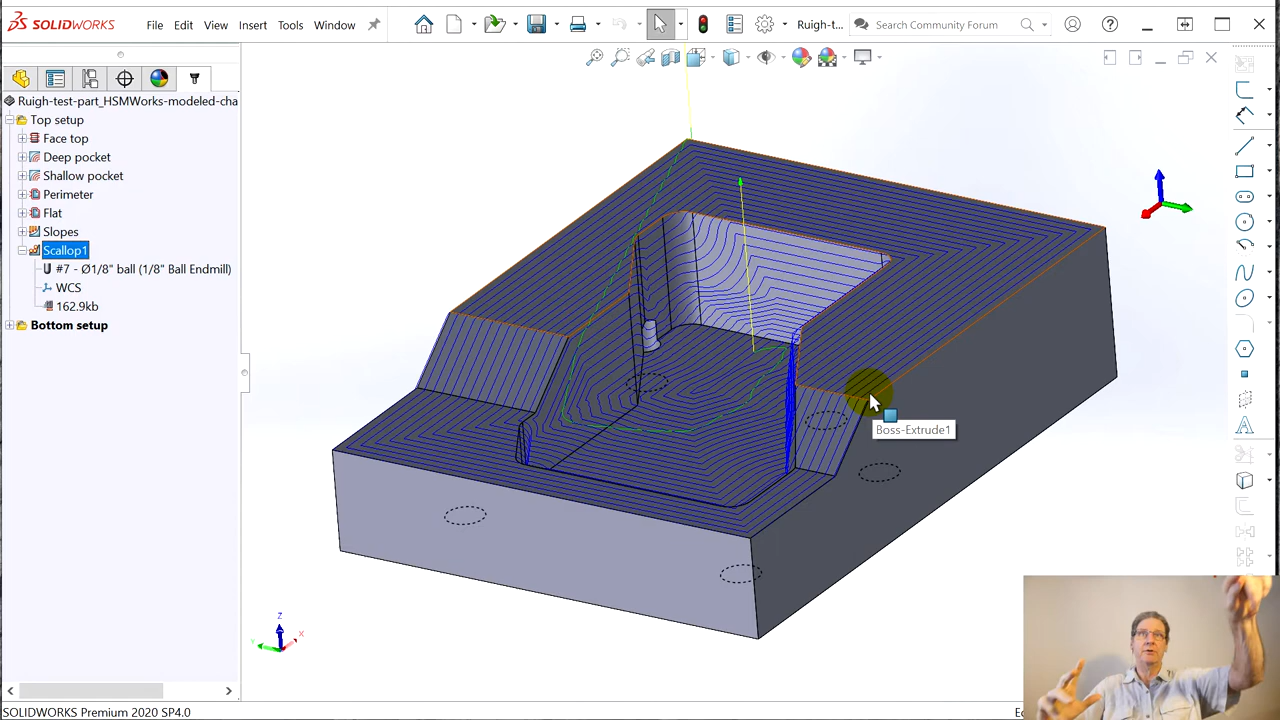 SOLIDWORKS
File
Edit
View
Insert
Tools
Window
Ruigh-t...
Search Community Forum
Ruigh-test-part_HSMWorks-modeled-cha
Top setup
Face top
Deep pocket
Shallow pocket
Perimeter
Flat
Slopes
Scallop1
#7 - Ø1/8" ball (1/8" Ball Endmill)
WCS
162.9kb
Bottom setup
Boss-Extrude1
Z
X
Y
SOLIDWORKS Premium 2020 SP4.0